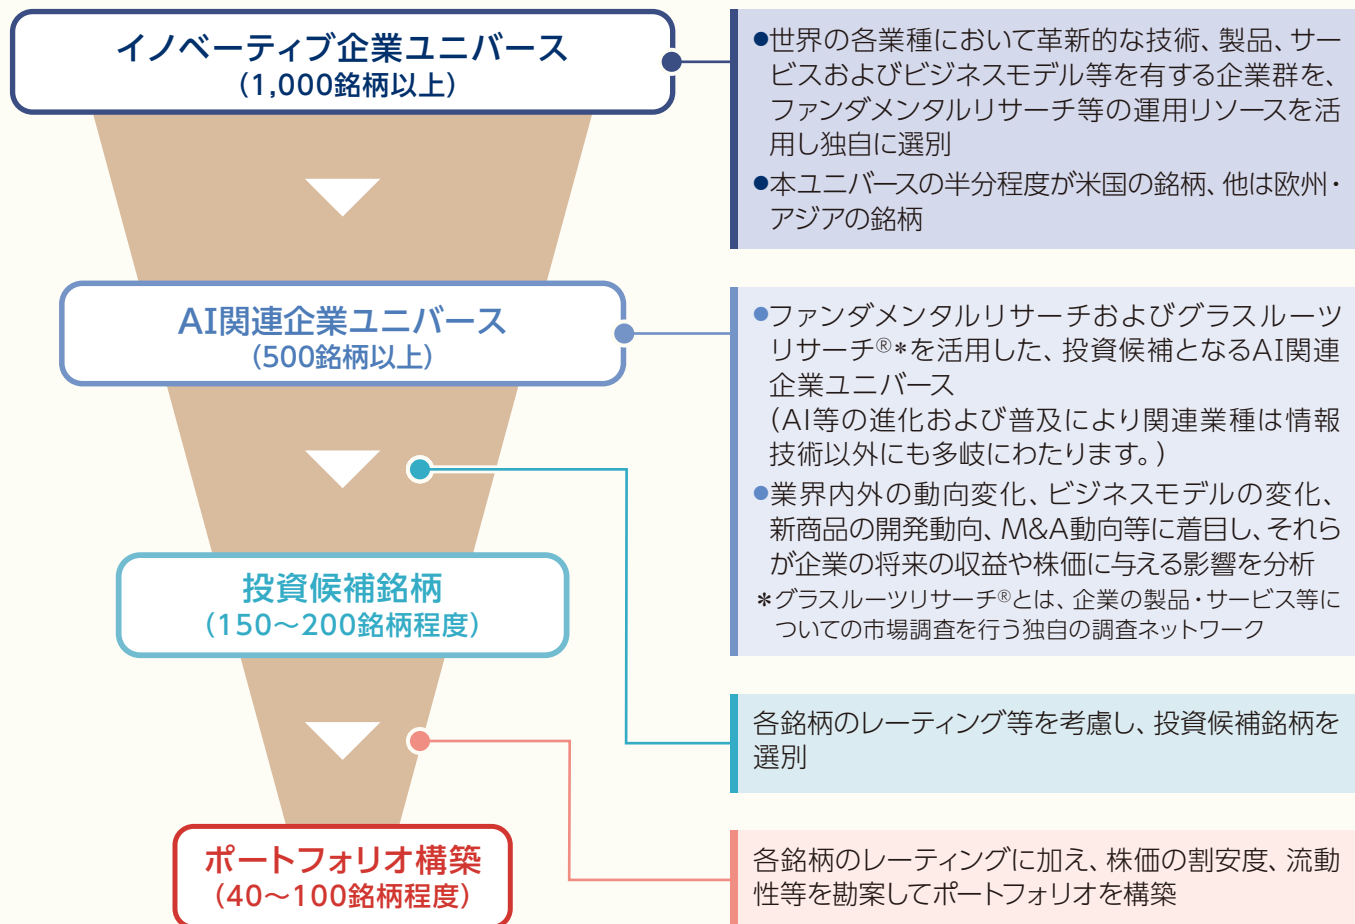 イノベーティブ企業ユニバース
(1,000銘柄以上)
●世界の各業種において革新的な技術、製品、サー
ビスおよびビジネスモデル等を有する企業群を、
ファンダメンタルリサーチ等の運用リソースを活
用し独自に選別
●本ユニバースの半分程度が米国の銘柄、他は欧州・
アジアの銘柄
AI関連企業ユニバース
(500銘柄以上)
●ファンダメンタルリサーチおよびグラスルーツ
リサーチ®*を活用した、投資候補となるAI関連
企業ユニバース
(AI等の進化および普及により関連業種は情報
技術以外にも多岐にわたります。)
●業界内外の動向変化、ビジネスモデルの変化、
新商品の開発動向、M&A動向等に着目し、それら
が企業の将来の収益や株価に与える影響を分析
*グラスルーツリサーチ®とは、企業の製品・サービス等に
ついての市場調査を行う独自の調査ネットワーク
投資候補銘柄
(150〜200銘柄程度)
各銘柄のレーティング等を考慮し、投資候補銘柄を
選別
ポートフォリオ構築
(40〜100銘柄程度)
各銘柄のレーティングに加え、株価の割安度、流動
性等を勘案してポートフォリオを構築